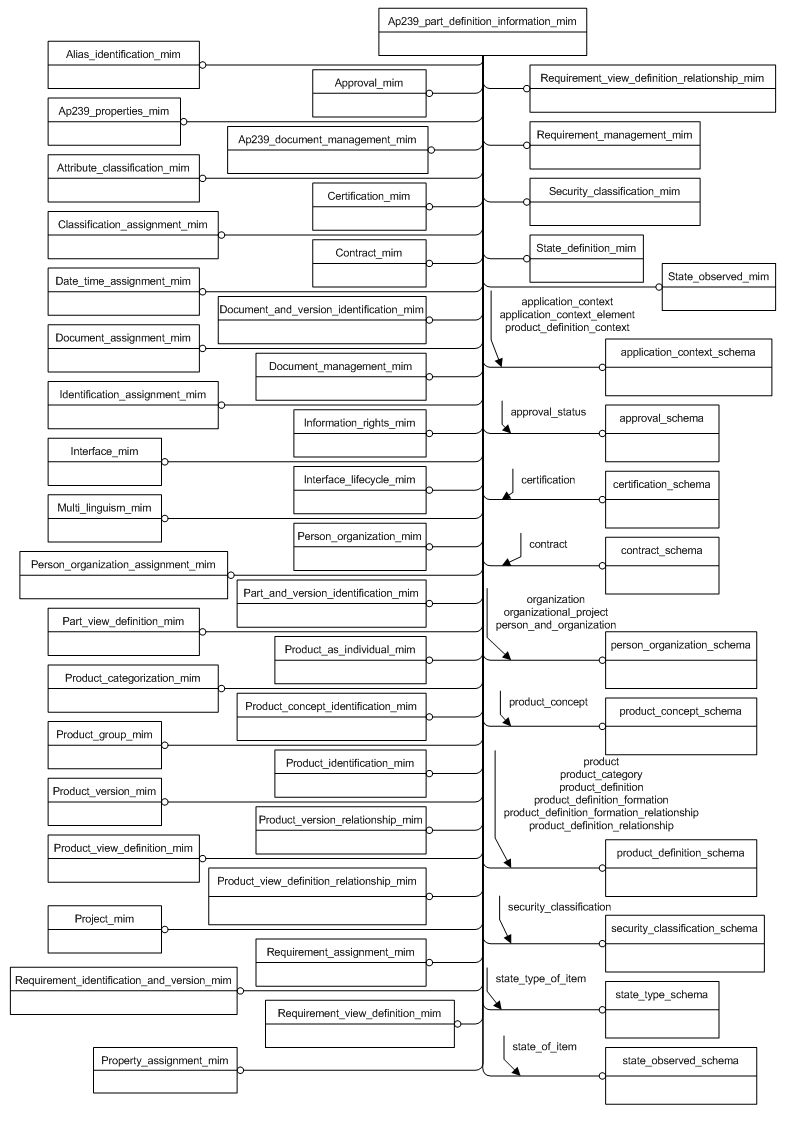 Ap239_part_definition_information_mim
Alias_identification_mim
Approval_mim
Requirement_view_definition_relationship_mim
Ap239_properties_mim
Ap239_document_management_mim
Requirement_management_mim
Attribute_classification_mim
Certification_mim
Security_classification_mim
Classification_assignment_mim
Contract_mim
State_definition_mim
Date_time_assignment_mim
State_observed_mim
Document_and_version_identification_mim
application_context
application_context_element
product_definition_context
Document_assignment_mim
Document_management_mim
application_context_schema
Identification_assignment_mim
Information_rights_mim
approval_status
approval_schema
Interface_mim
Interface_lifecycle_mim
certification
certification_schema
Multi_linguism_mim
Person_organization_mim
contract
contract_schema
Person_organization_assignment_mim
Part_and_version_identification_mim
organization
organizational_project
person_and_organization
Part_view_definition_mim
Product_as_individual_mim
person_organization_schema
Product_categorization_mim
Product_concept_identification_mim
product_concept
product_concept_schema
Product_group_mim
Product_identification_mim
product
product_category
product_definition
product_definition_formation
product_definition_formation_relationship
product_definition_relationship
Product_version_mim
Product_version_relationship_mim
Product_view_definition_mim
product_definition_schema
Product_view_definition_relationship_mim
security_classification
Project_mim
security_classification_schema
Requirement_assignment_mim
Requirement_identification_and_version_mim
state_type_of_item
state_type_schema
Requirement_view_definition_mim
state_of_item
Property_assignment_mim
state_observed_schema